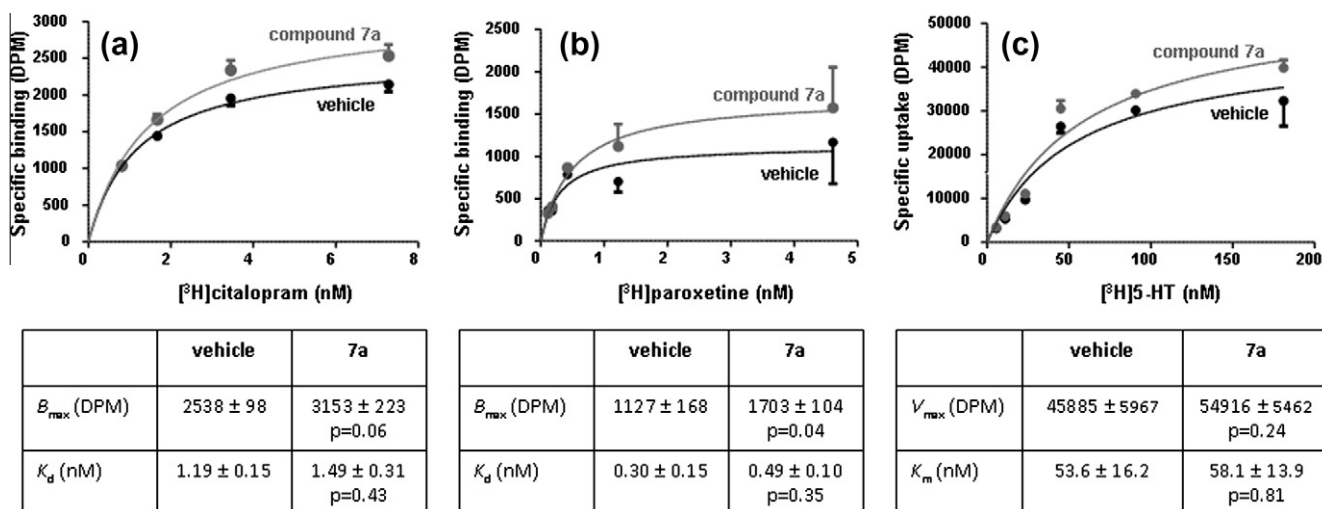 (a)
Specific binding (DPM)
3000
2500
2000
1500
1000
500
0
compound 7a
vehicle
0 2 4 6 8
[³H]citalopram (nM)
(b)
Specific binding (DPM)
2500
2000
1500
1000
500
0
compound 7a
vehicle
0 1 2 3 4 5
[³H]paroxetine (nM)
(c)
Specific uptake (DPM)
50000
40000
30000
20000
10000
0
compound 7a
vehicle
0 50 100 150 200
[³H]5-HT (nM)
vehicle 7a
Bmax (DPM) 2538 ± 98 3153 ± 223
p=0.06
Kd (nM) 1.19 ± 0.15 1.49 ± 0.31
p=0.43
vehicle 7a
Bmax (DPM) 1127 ± 168 1703 ± 104
p=0.04
Kd (nM) 0.30 ± 0.15 0.49 ± 0.10
p=0.35
vehicle 7a
Vmax (DPM) 45885 ± 5967 54916 ± 5462
p=0.24
Km (nM) 53.6 ± 16.2 58.1 ± 13.9
p=0.81